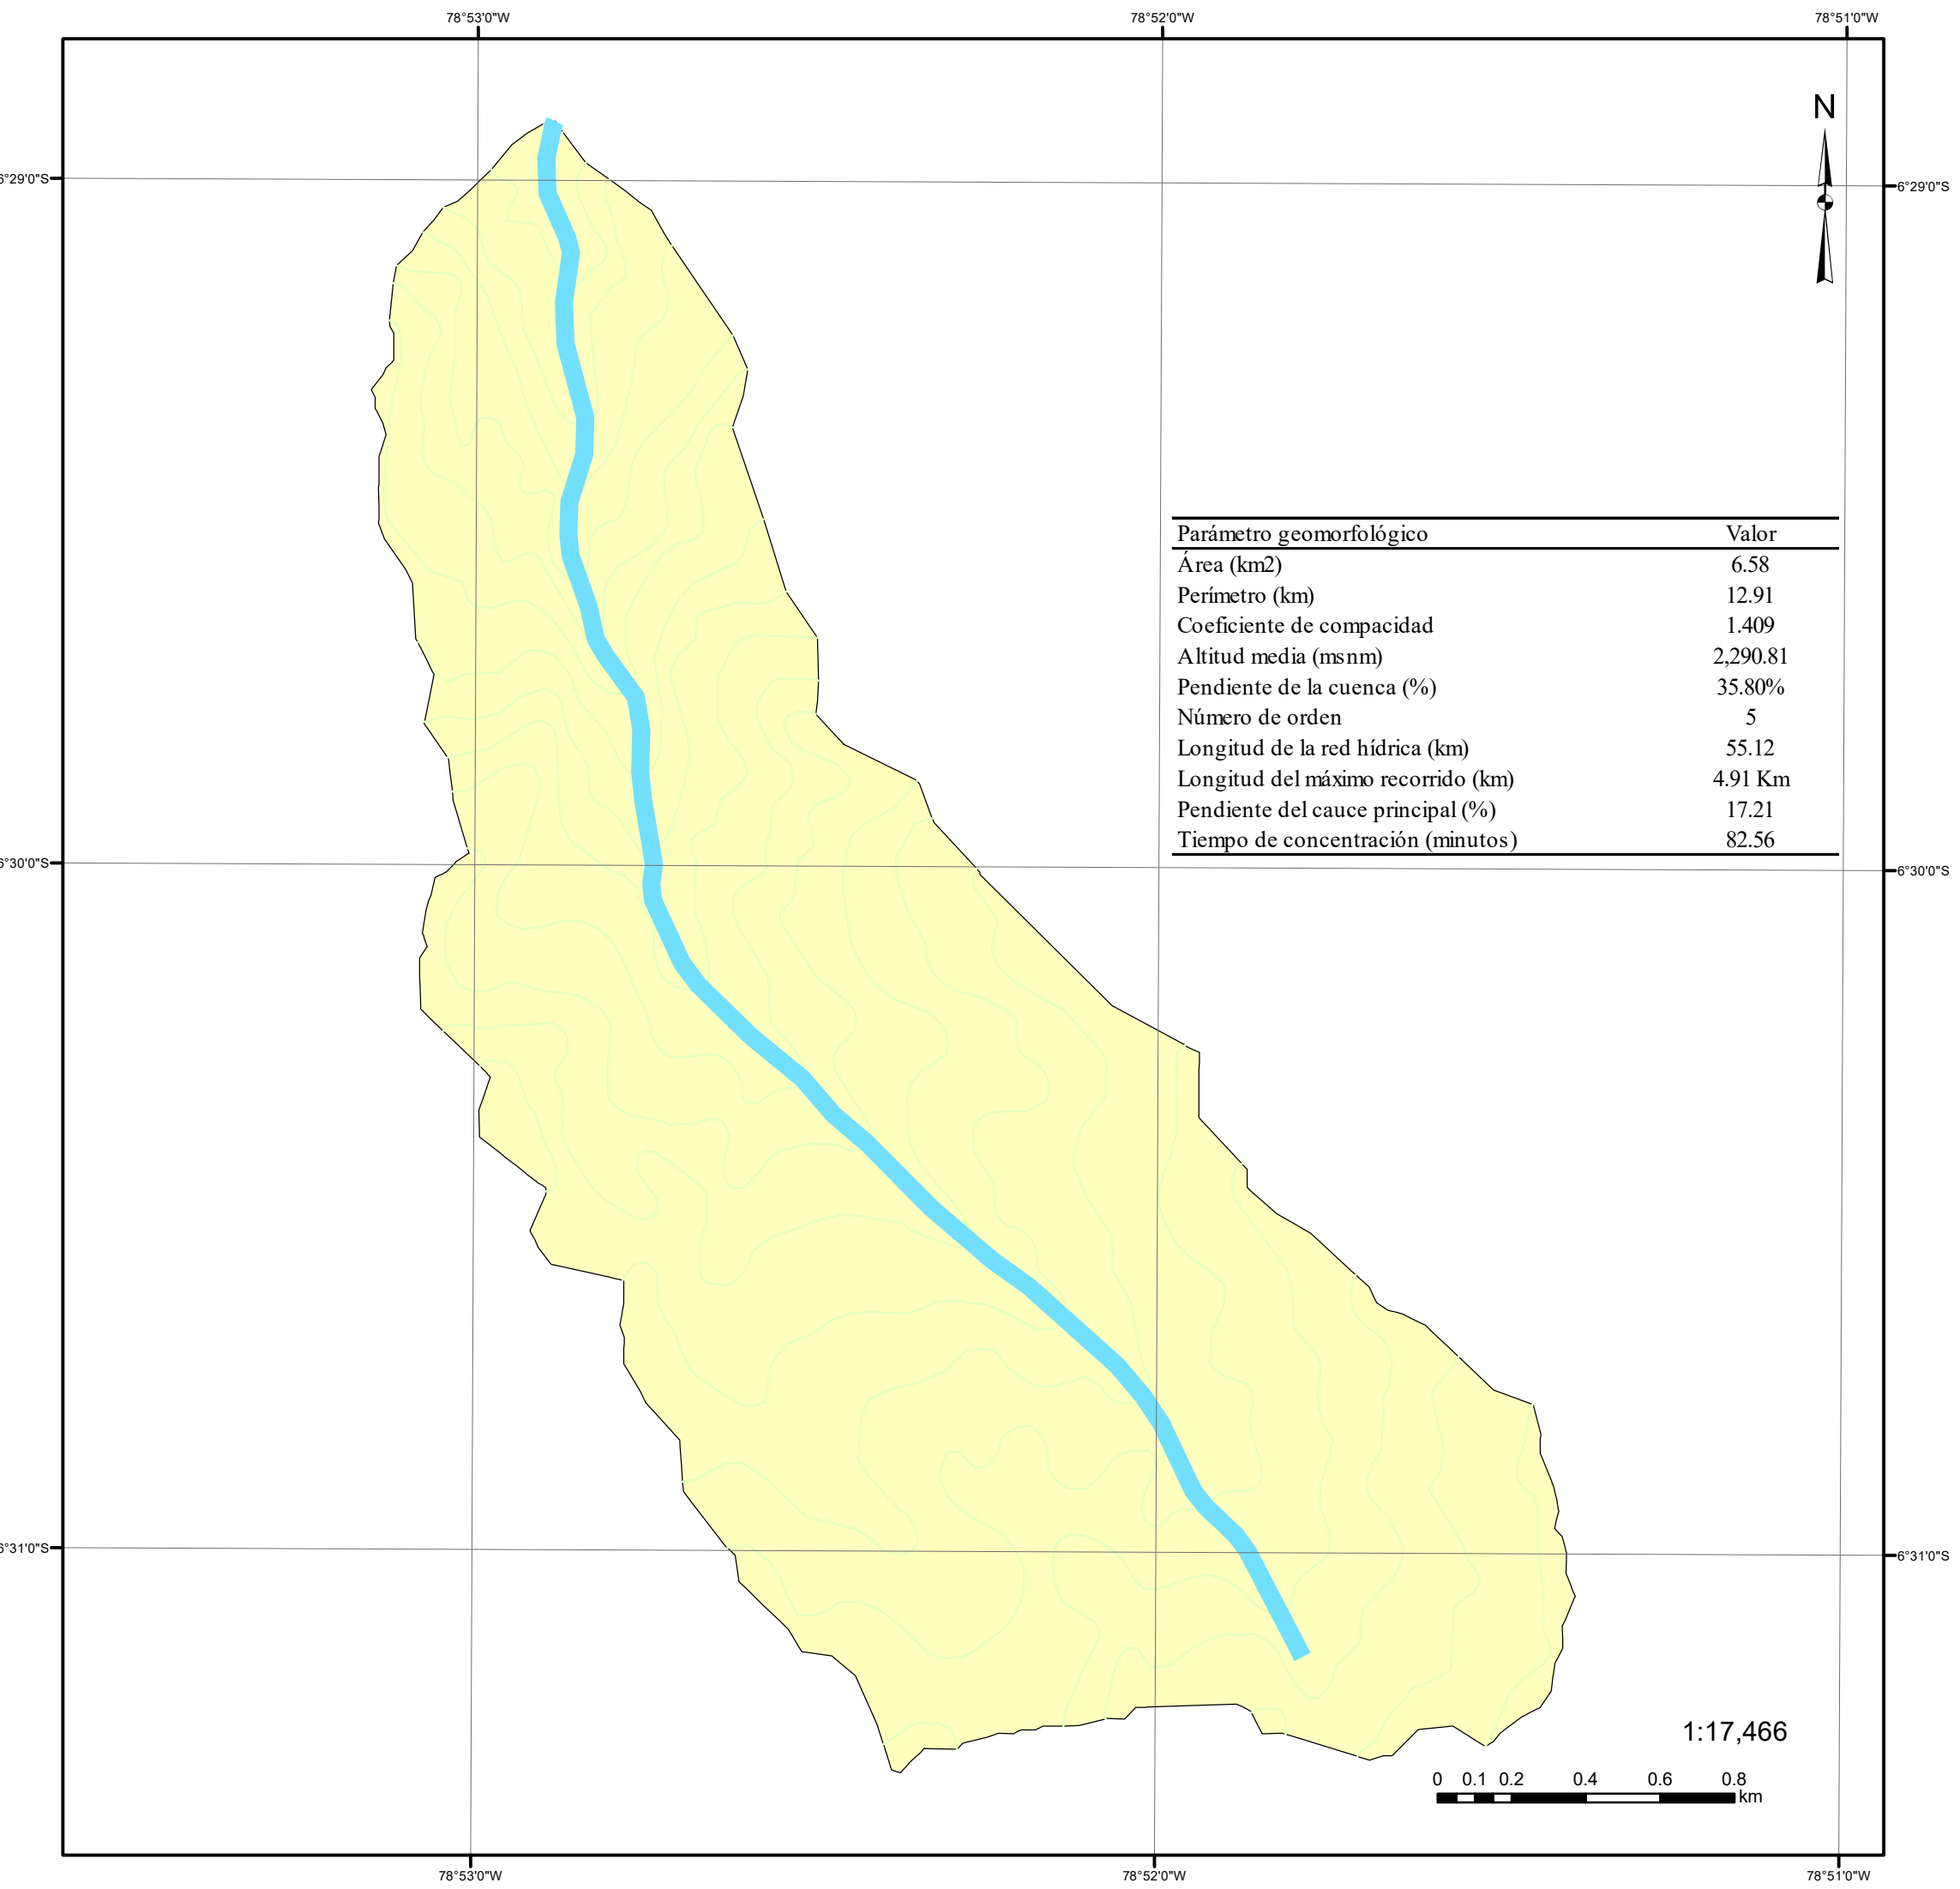 78°53'0"W 78°52'0"W 78°51'0"W
N
6°29'0"S 6°29'0"S
Parámetro geomorfológico Valor
Área (km2) 6.58
Perímetro (km) 12.91
Coeficiente de compacidad 1.409
Altitud media (msnm) 2,290.81
Pendiente de la cuenca (%) 35.80%
Número de orden 5
Longitud de la red hídrica (km) 55.12
Longitud del máximo recorrido (km) 4.91 Km
Pendiente del cauce principal (%) 17.21
Tiempo de concentración (minutos) 82.56
6°30'0"S 6°30'0"S
6°31'0"S 6°31'0"S
1:17,466
0 0.1 0.2 0.4 0.6 0.8
km
78°53'0"W 78°52'0"W 78°51'0"W